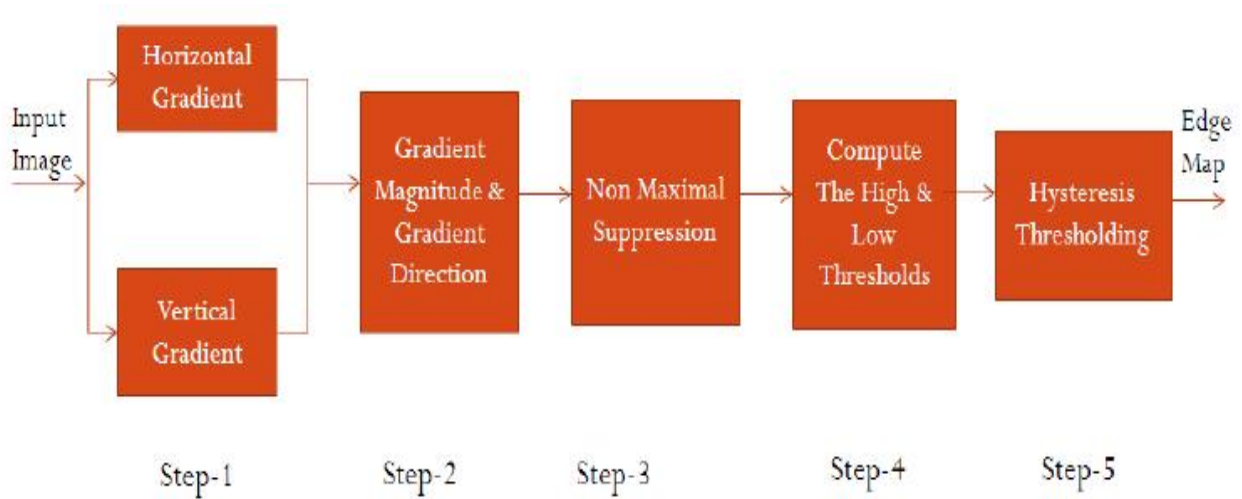 Input
Image
Horizontal
Gradient
Vertical
Gradient
Gradient
Magnitude &
Gradient
Direction
Non Maximal
Suppression
Compute
The High &
Low
Thresholds
Hysteresis
Thresholding
Edge
Map
Step-1
Step-2
Step-3
Step-4
Step-5